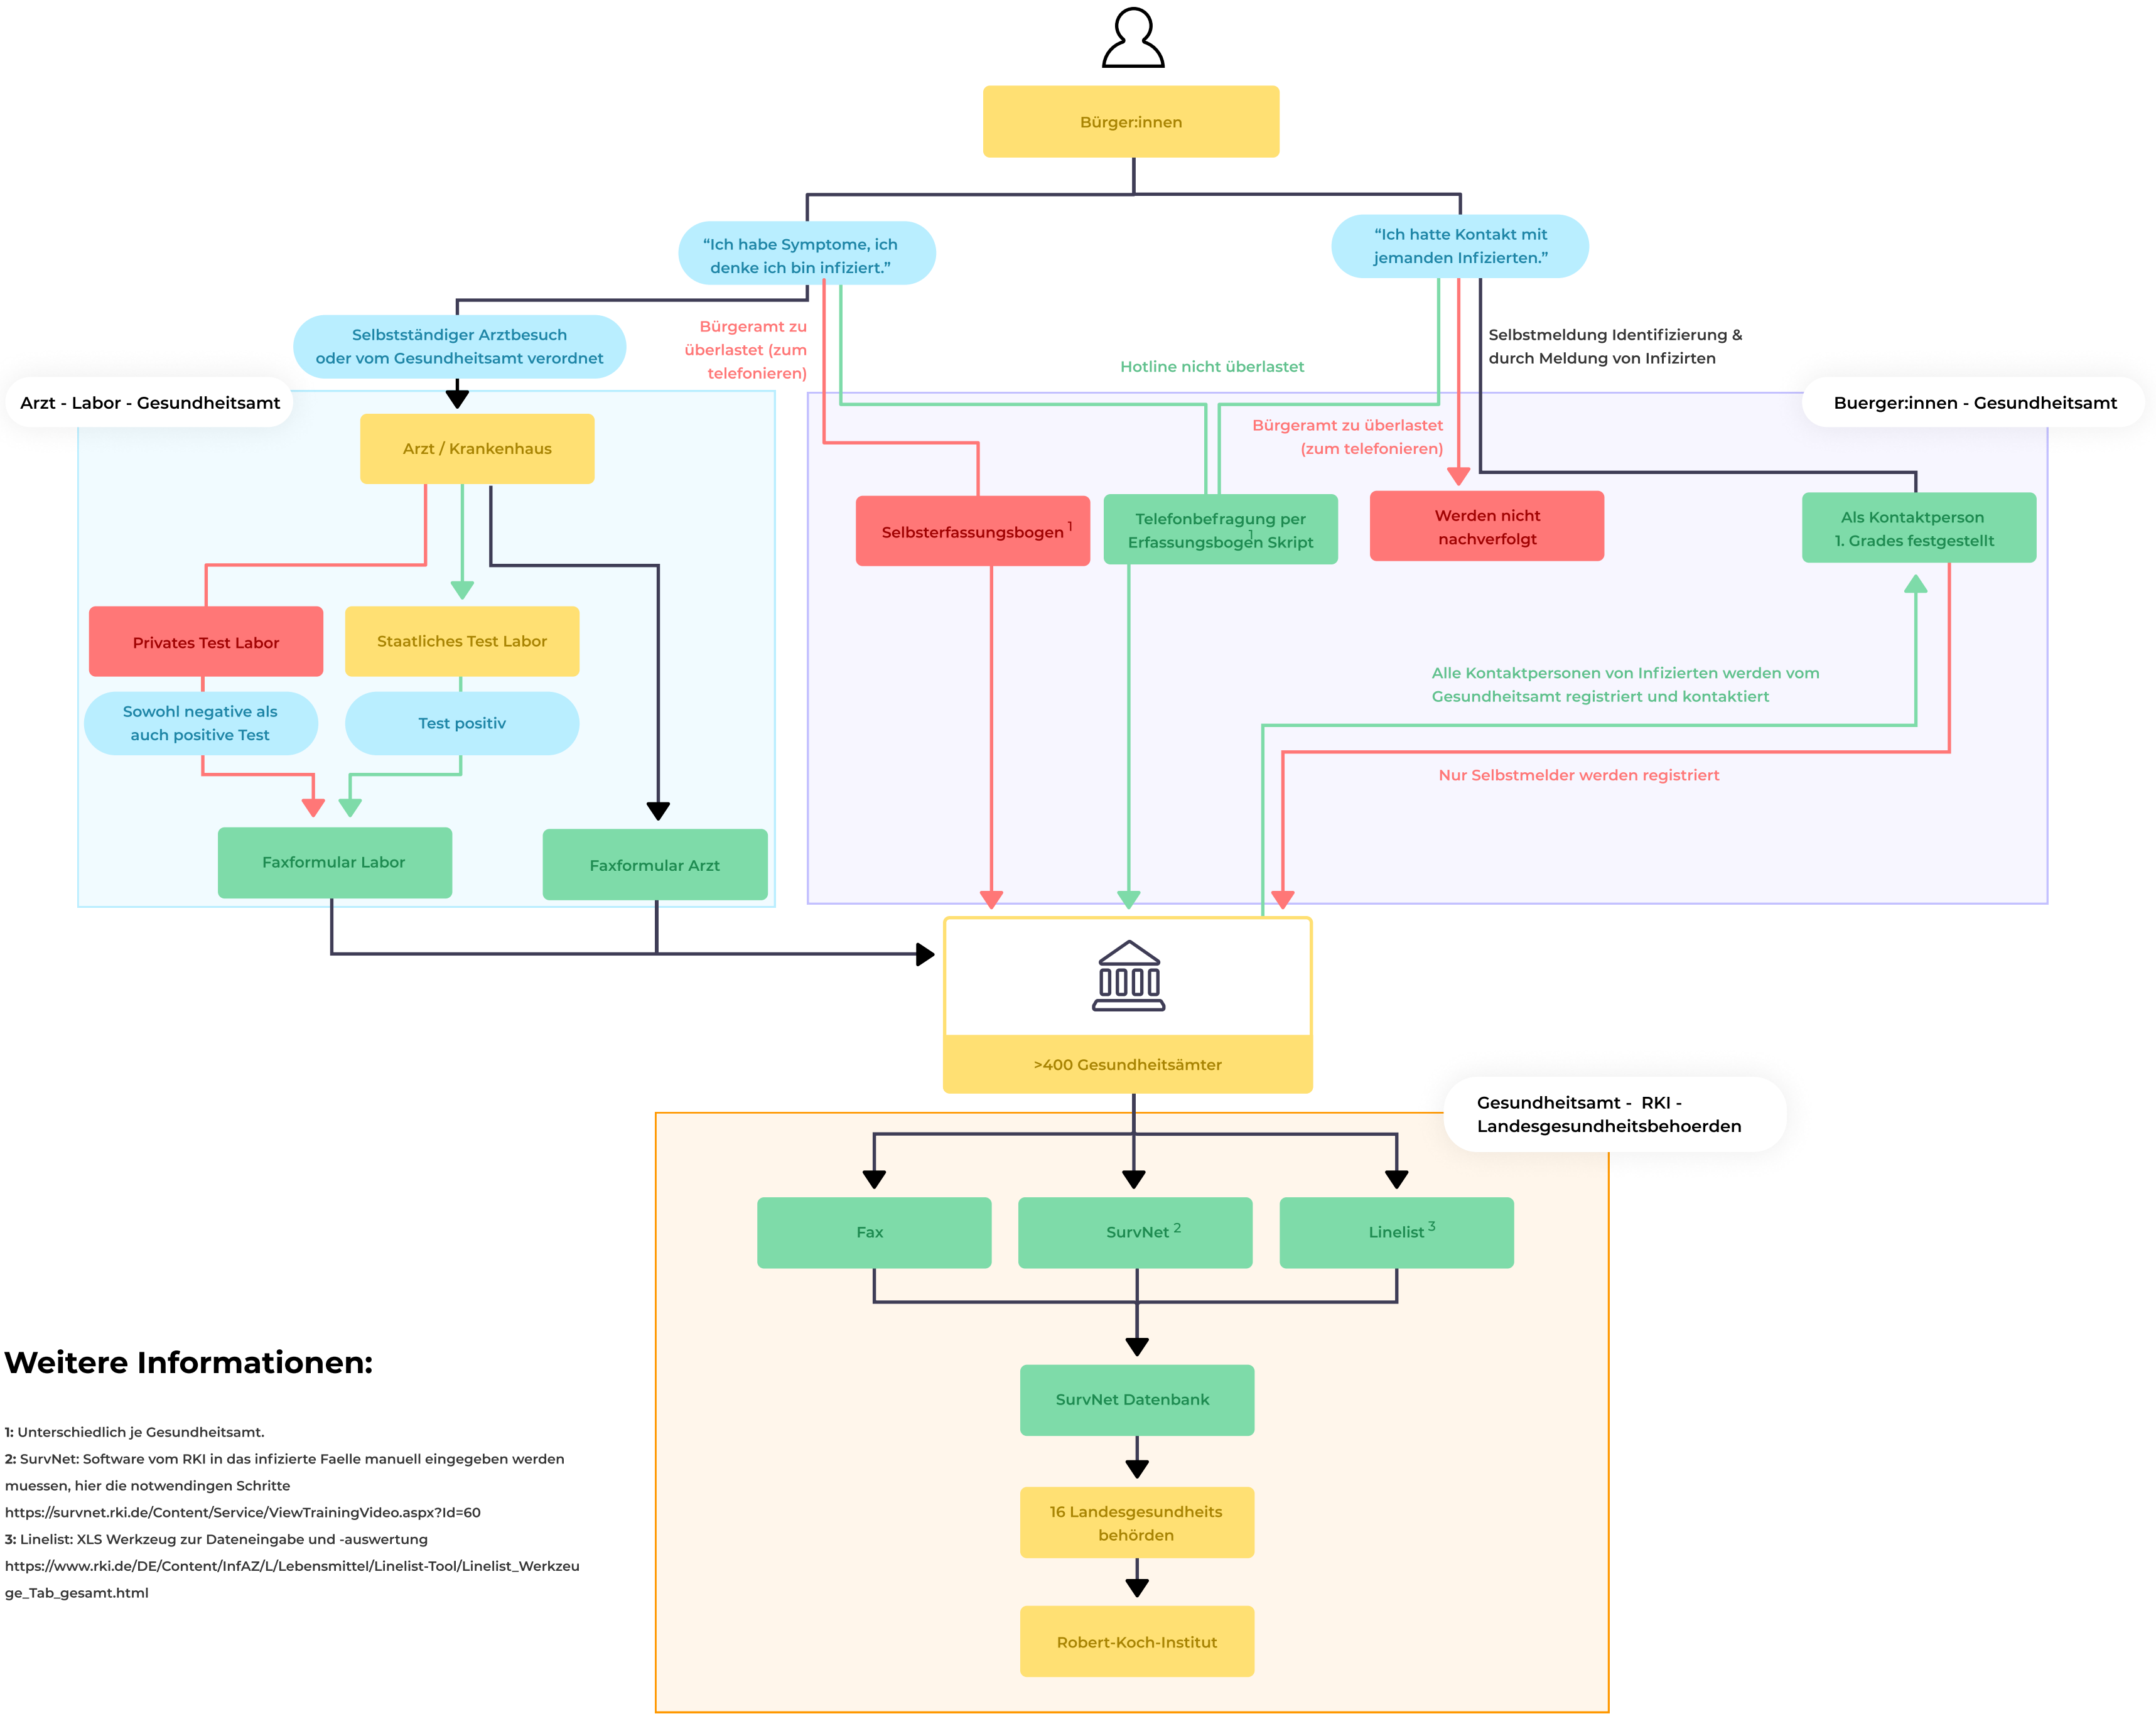 Bürger:innen
“Ich habe Symptome, ich
denke ich bin infiziert.”
“Ich hatte Kontakt mit
jemanden Infizierten.”
Selbstständiger Arztbesuch
oder vom Gesundheitsamt verordnet
Bürgeramt zu
überlastet (zum
telefonieren)
Hotline nicht überlastet
Selbstmeldung Identifizierung &
durch Meldung von Infizirten
Arzt - Labor - Gesundheitsamt
Buerger:innen - Gesundheitsamt
Bürgeramt zu überlastet
(zum telefonieren)
Arzt / Krankenhaus
Selbsterfassungsbogen 1
Telefonbefragung per
Erfassungsbogen Skript
1
Werden nicht
nachverfolgt
Als Kontaktperson
1. Grades festgestellt
Privates Test Labor
Staatliches Test Labor
Sowohl negative als
auch positive Test
Test positiv
Alle Kontaktpersonen von Infizierten werden vom
Gesundheitsamt registriert und kontaktiert
Nur Selbstmelder werden registriert
Faxformular Labor
Faxformular Arzt
>400 Gesundheitsämter
Gesundheitsamt - RKI -
Landesgesundheitsbehoerden
Fax
SurvNet 2
Linelist 3
SurvNet Datenbank
16 Landesgesundheits
behörden
Robert-Koch-Institut
Weitere Informationen:
1: Unterschiedlich je Gesundheitsamt.
2: SurvNet: Software vom RKI in das infizierte Faelle manuell eingegeben werden
muessen, hier die notwendingen Schritte
https://survnet.rki.de/Content/Service/ViewTrainingVideo.aspx?Id=60
3: Linelist: XLS Werkzeug zur Dateneingabe und -auswertung
https://www.rki.de/DE/Content/InfAZ/L/Lebensmittel/Linelist-Tool/Linelist_Werkzeu
ge_Tab_gesamt.html